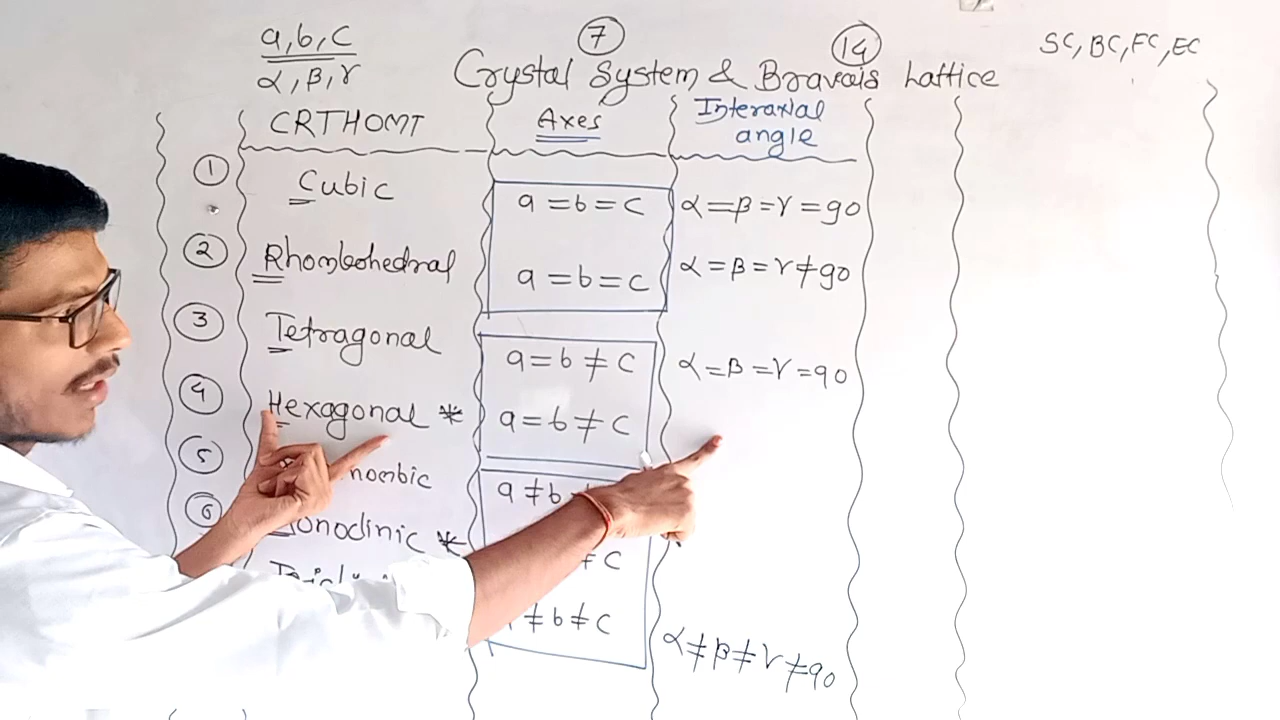 a, b, c
α, β, γ
7
14
Crystal System & Bravais Lattice
SC, BC, FC, EC
CRTHOMT
Axes
Interaxial
angle
1
Cubic
a = b = c
α = β = γ = 90
2
Rhombohedral
a = b = c
α = β = γ ≠ 90
3
Tetragonal
a = b ≠ c
α = β = γ = 90
4
Hexagonal *
a = b ≠ c
5
hombic
a ≠ b
6
onoclinic *
≠ c
≠ b ≠ c
α ≠ β ≠ γ ≠ 90